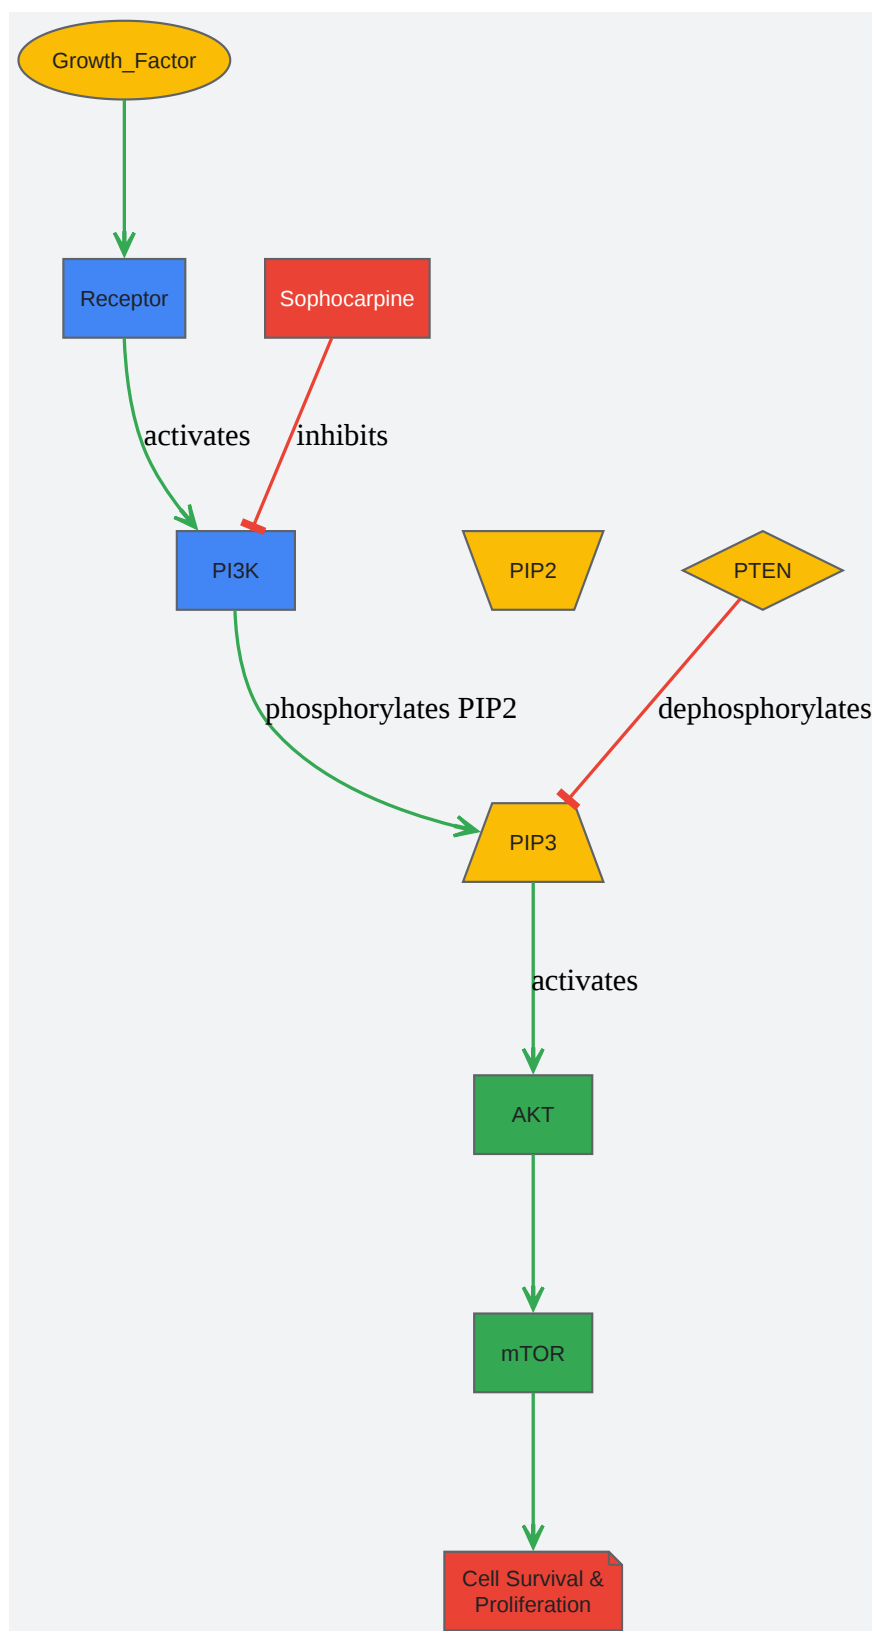 Growth_Factor
Receptor
Sophocarpine
activates
inhibits
PI3K
PIP2
PTEN
phosphorylates PIP2
dephosphorylates
PIP3
activates
AKT
mTOR
Cell Survival &
Proliferation